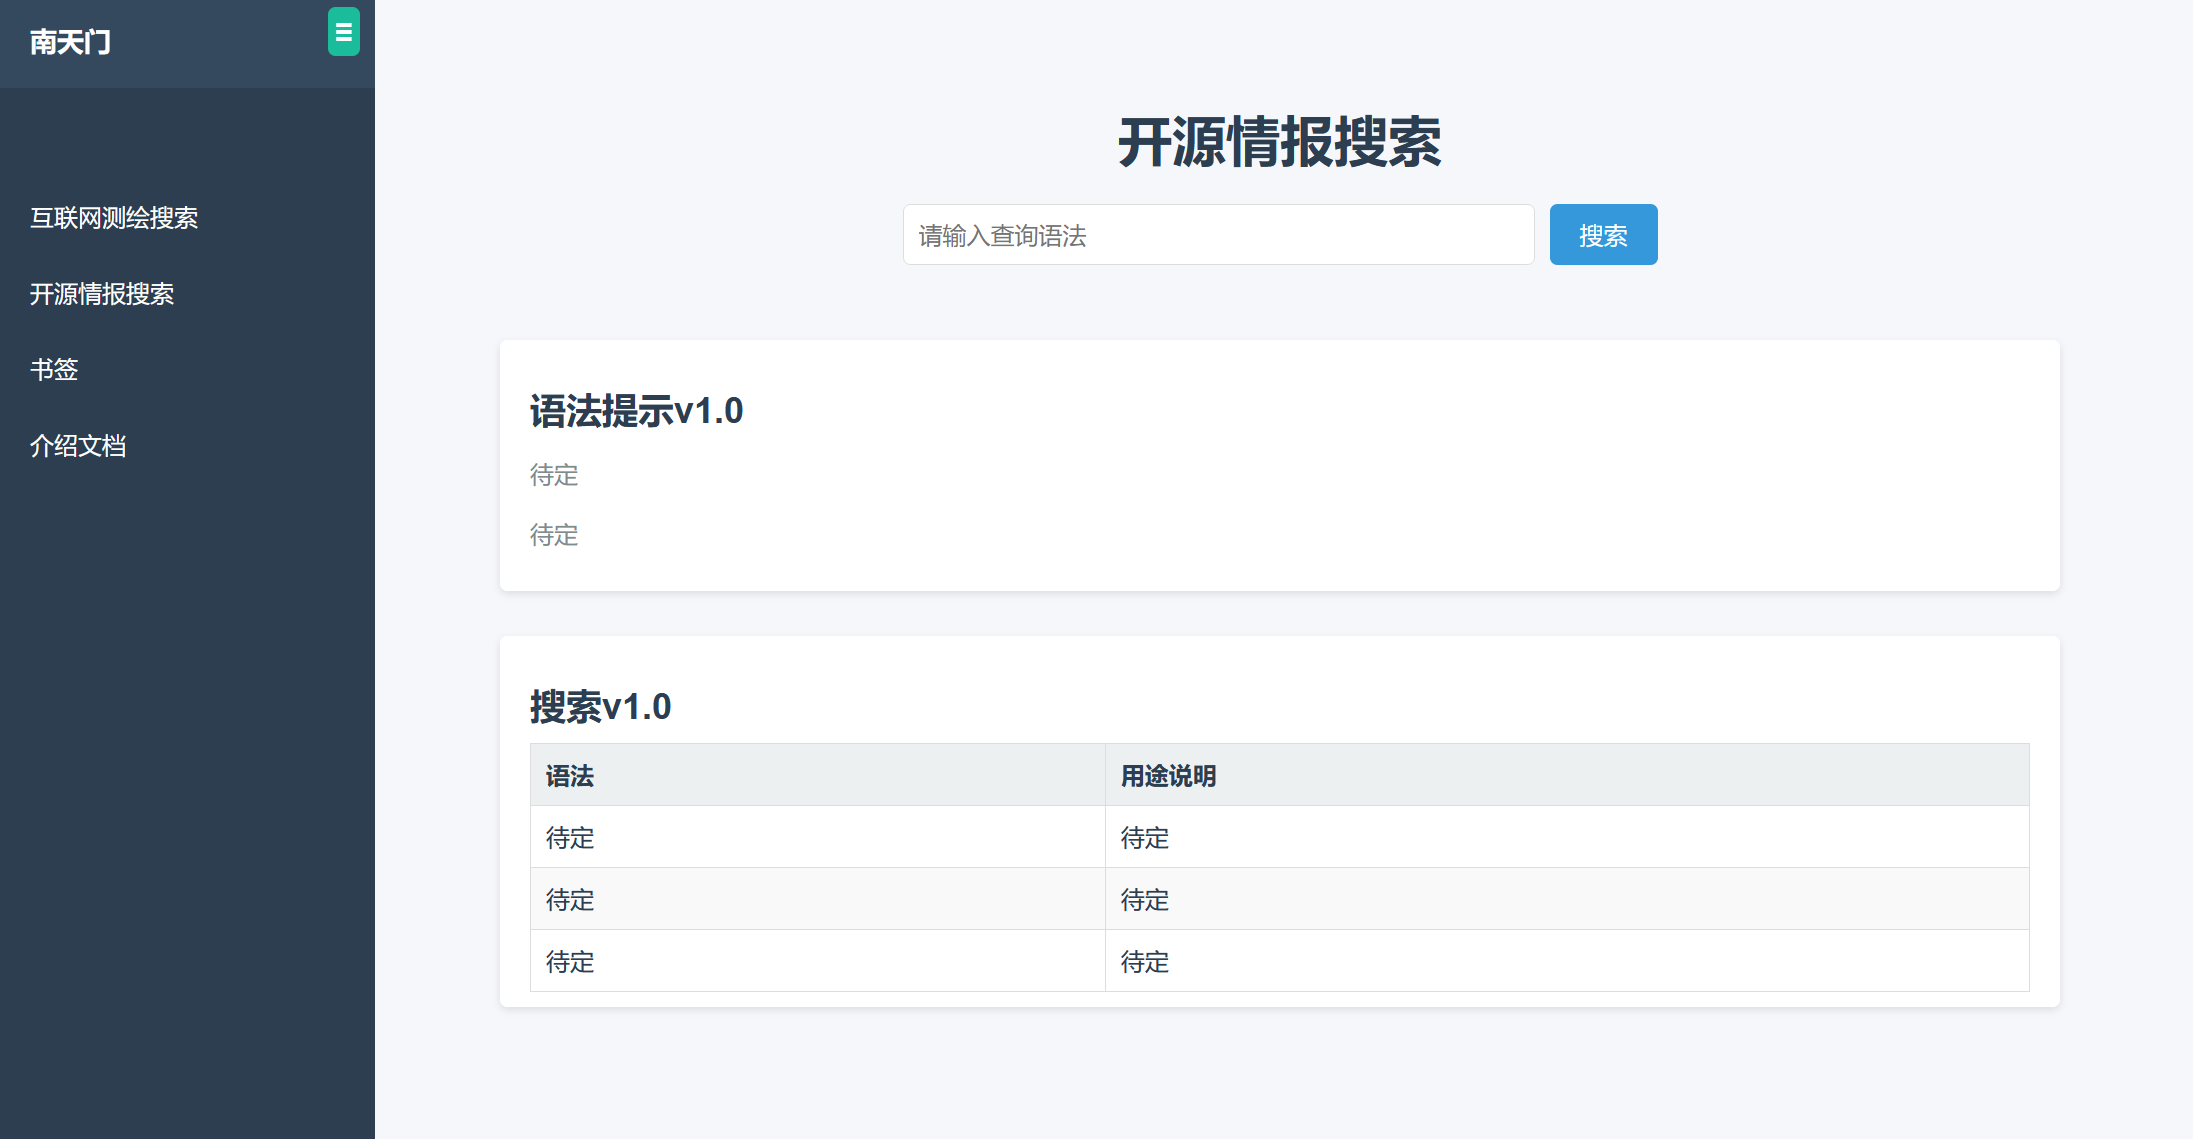 南天门
互联网测绘搜索
开源情报搜索
书签
介绍文档
开源情报搜索
请输入查询语法 搜索
语法提示v1.0
待定
待定
搜索v1.0
语法 用途说明
待定 待定
待定 待定
待定 待定